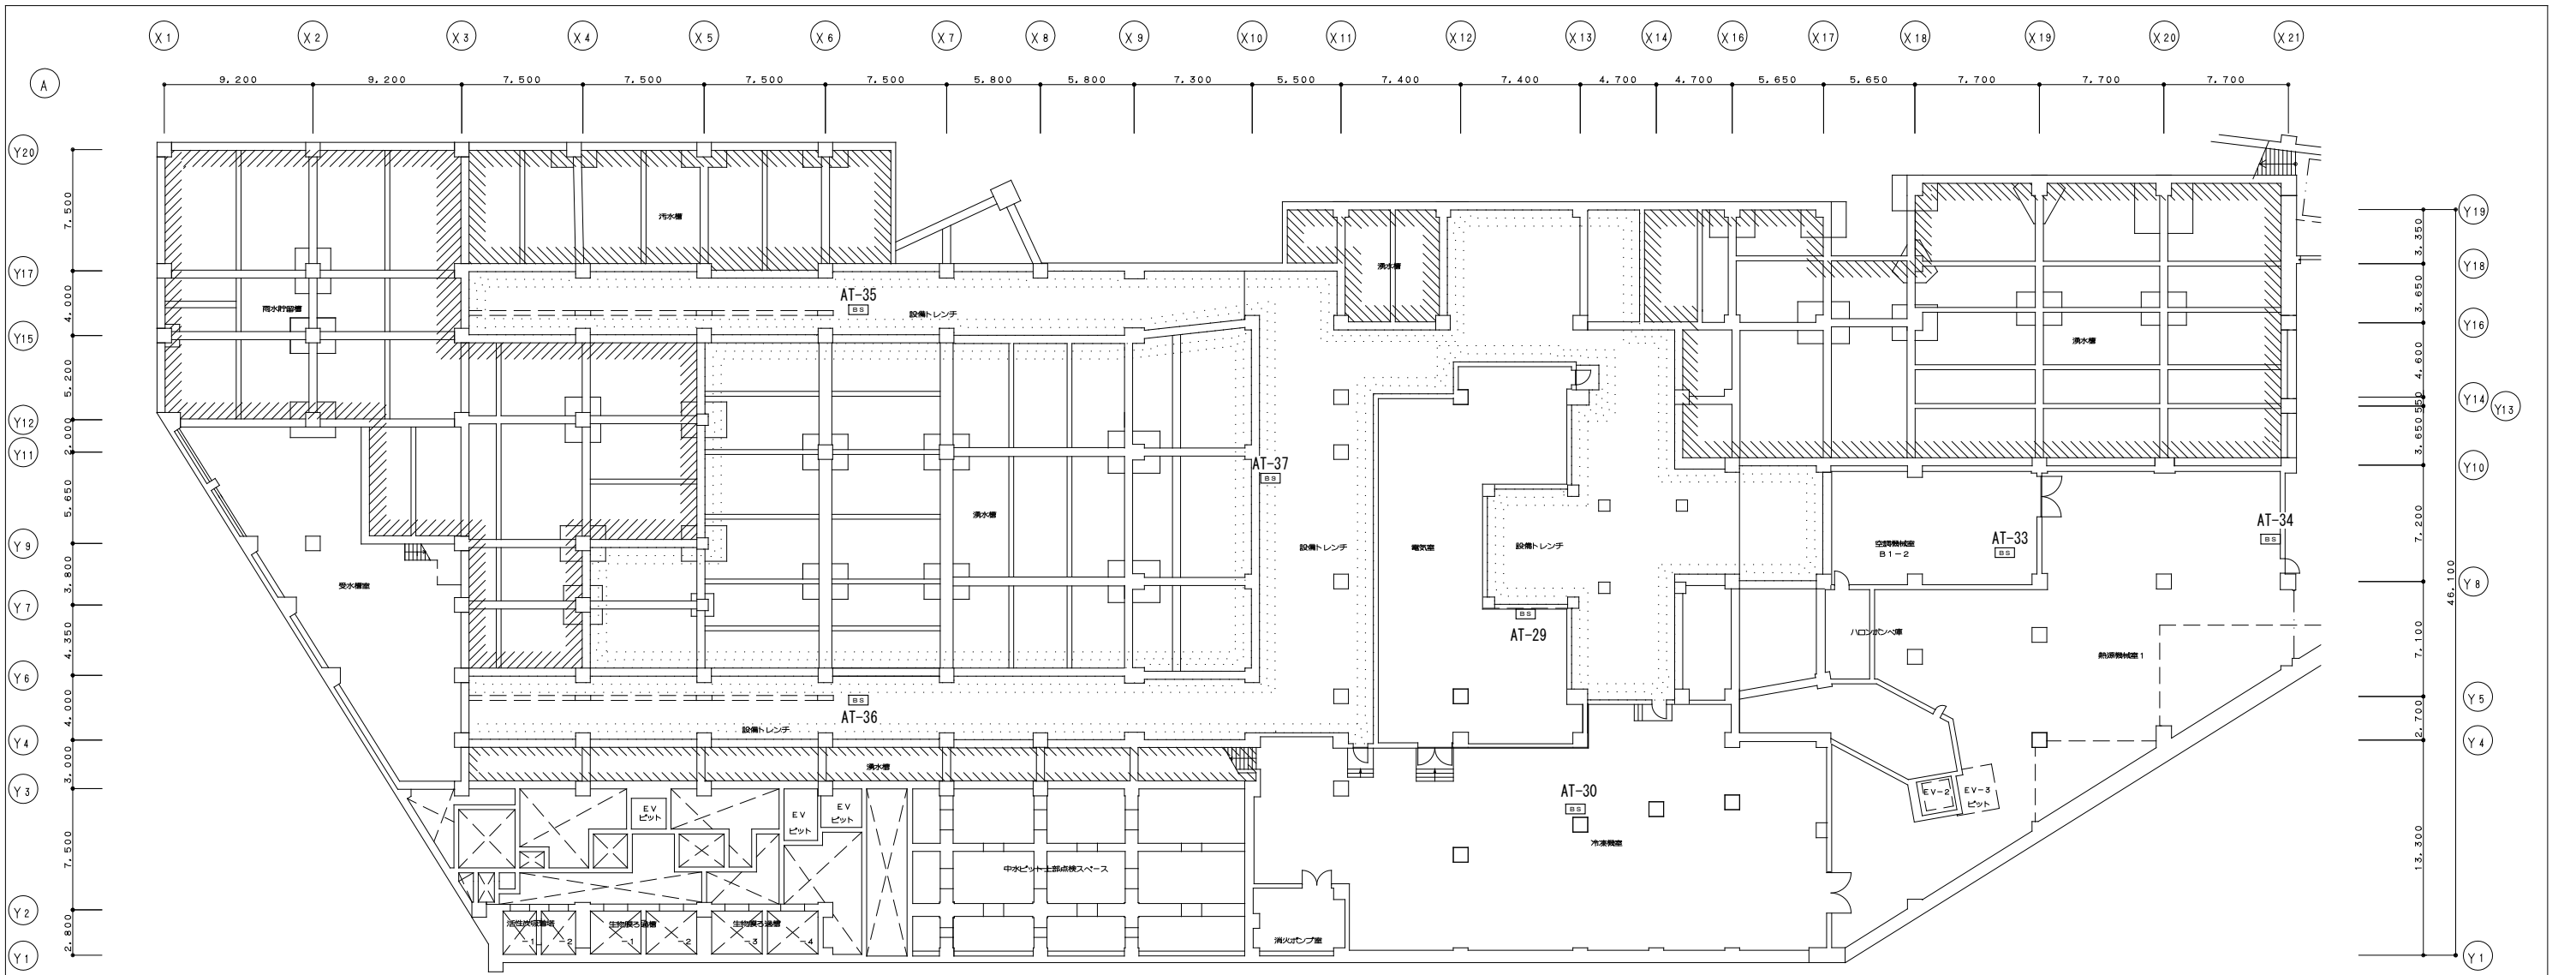 X1 X2 X3 X4 X5 X6 X7 X8 X9 X10 X11 X12 X13 X14 X16 X17 X18 X19 X20 X21
A
9,200 9,200 7,500 7,500 7,500 7,500 5,800 5,800 7,300 5,500 7,400 7,400 4,700 4,700 5,650 5,650 7,700 7,700 7,700
Y20
7,500
Y17
4,000
Y15
5,200
Y12
2,000
Y11
5,650
Y9
3,800
Y7
4,350
Y6
4,000
Y4
3,000
Y3
7,500
Y2
2,800
Y1
汚水槽
雨水貯留槽
AT-35
BS
設備トレンチ
湧水槽
湧水槽
AT-37
BS
湧水槽
設備トレンチ
電気室
設備トレンチ
BS
AT-29
空調機械室
B1-2
AT-33
BS
AT-34
BS
受水槽室
ハロンボンベ庫
熱源機械室1
BS
AT-36
設備トレンチ
湧水槽
AT-30
BS
冷凍機室
EV-2
EV-3
ピット
EV
ピット
EV
ピット
EV
ピット
中水ピット上部点検スペース
-1
-2
生物膜ろ過槽
-1
-2
生物膜ろ過槽
-3
-4
消火ポンプ室
Y19
3,350
Y18
3,650
Y16
4,600
Y14
550
Y13
3,650
Y10
7,200
Y8
7,100
Y5
2,700
Y4
13,300
Y1
46,100